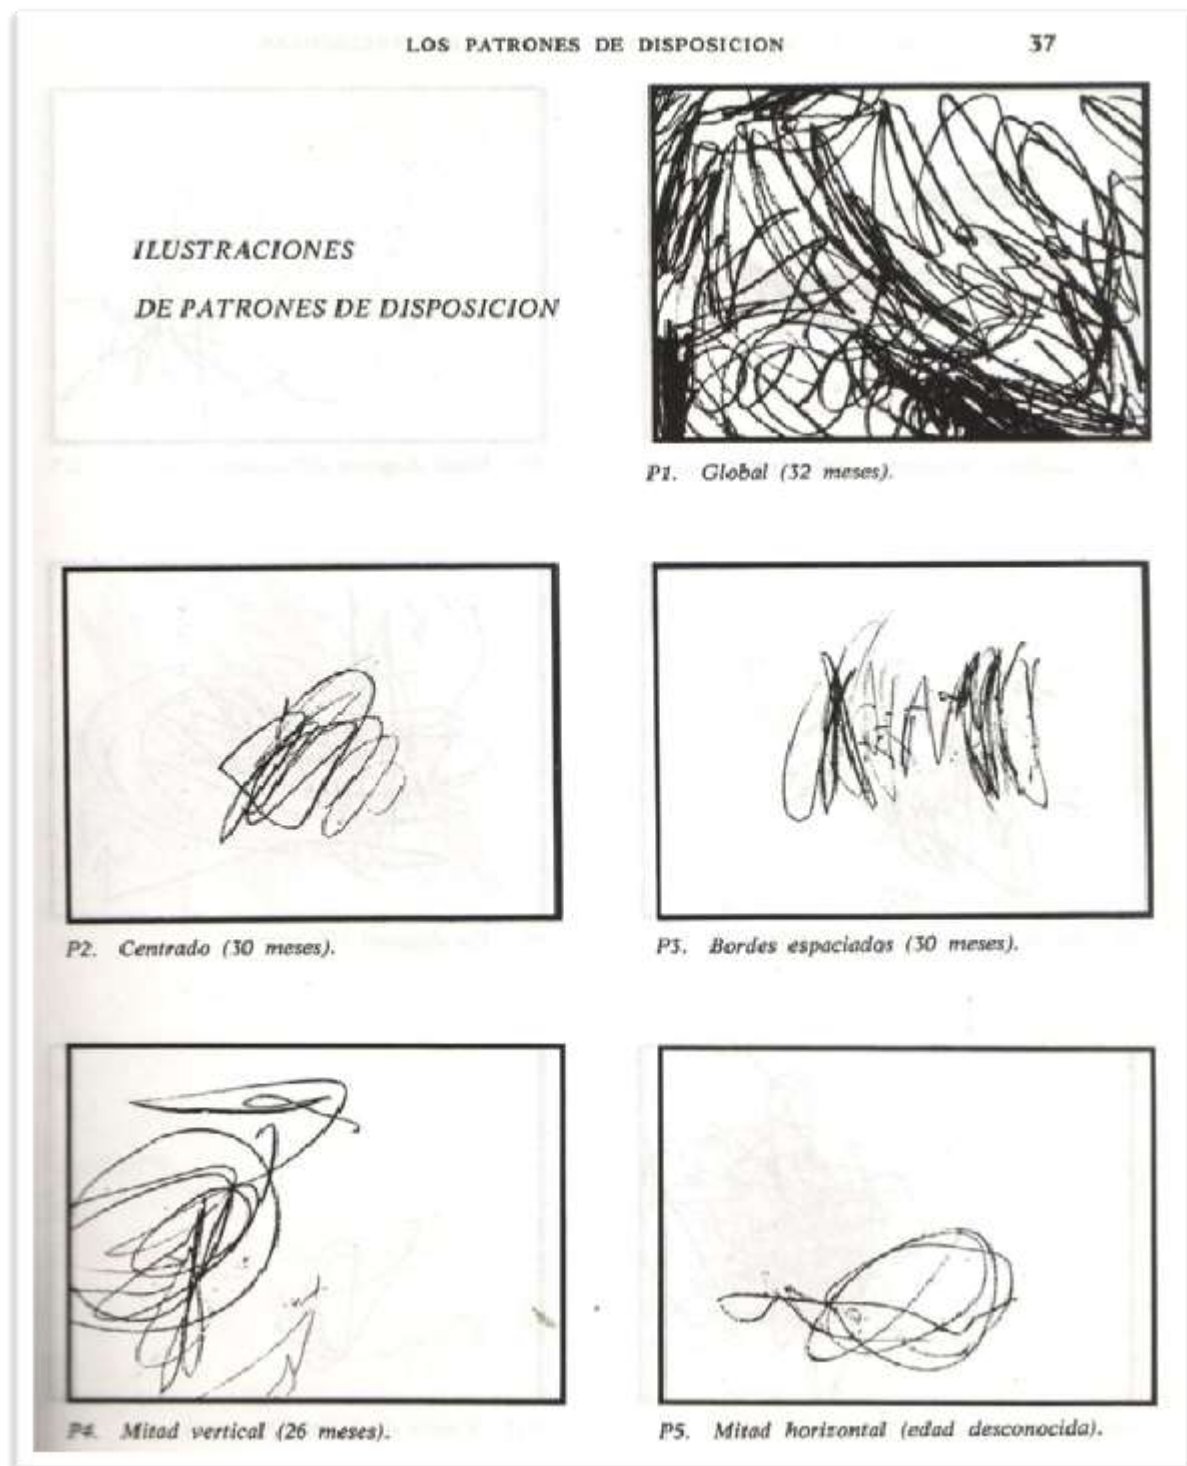 LOS PATRONES DE DISPOSICION 37
ILUSTRACIONES
DE PATRONES DE DISPOSICION
P1. Global (32 meses).
P2. Centrado (30 meses).
P3. Bordes espaciados (30 meses).
P4. Mitad vertical (26 meses).
P5. Mitad horizontal (edad desconocida).